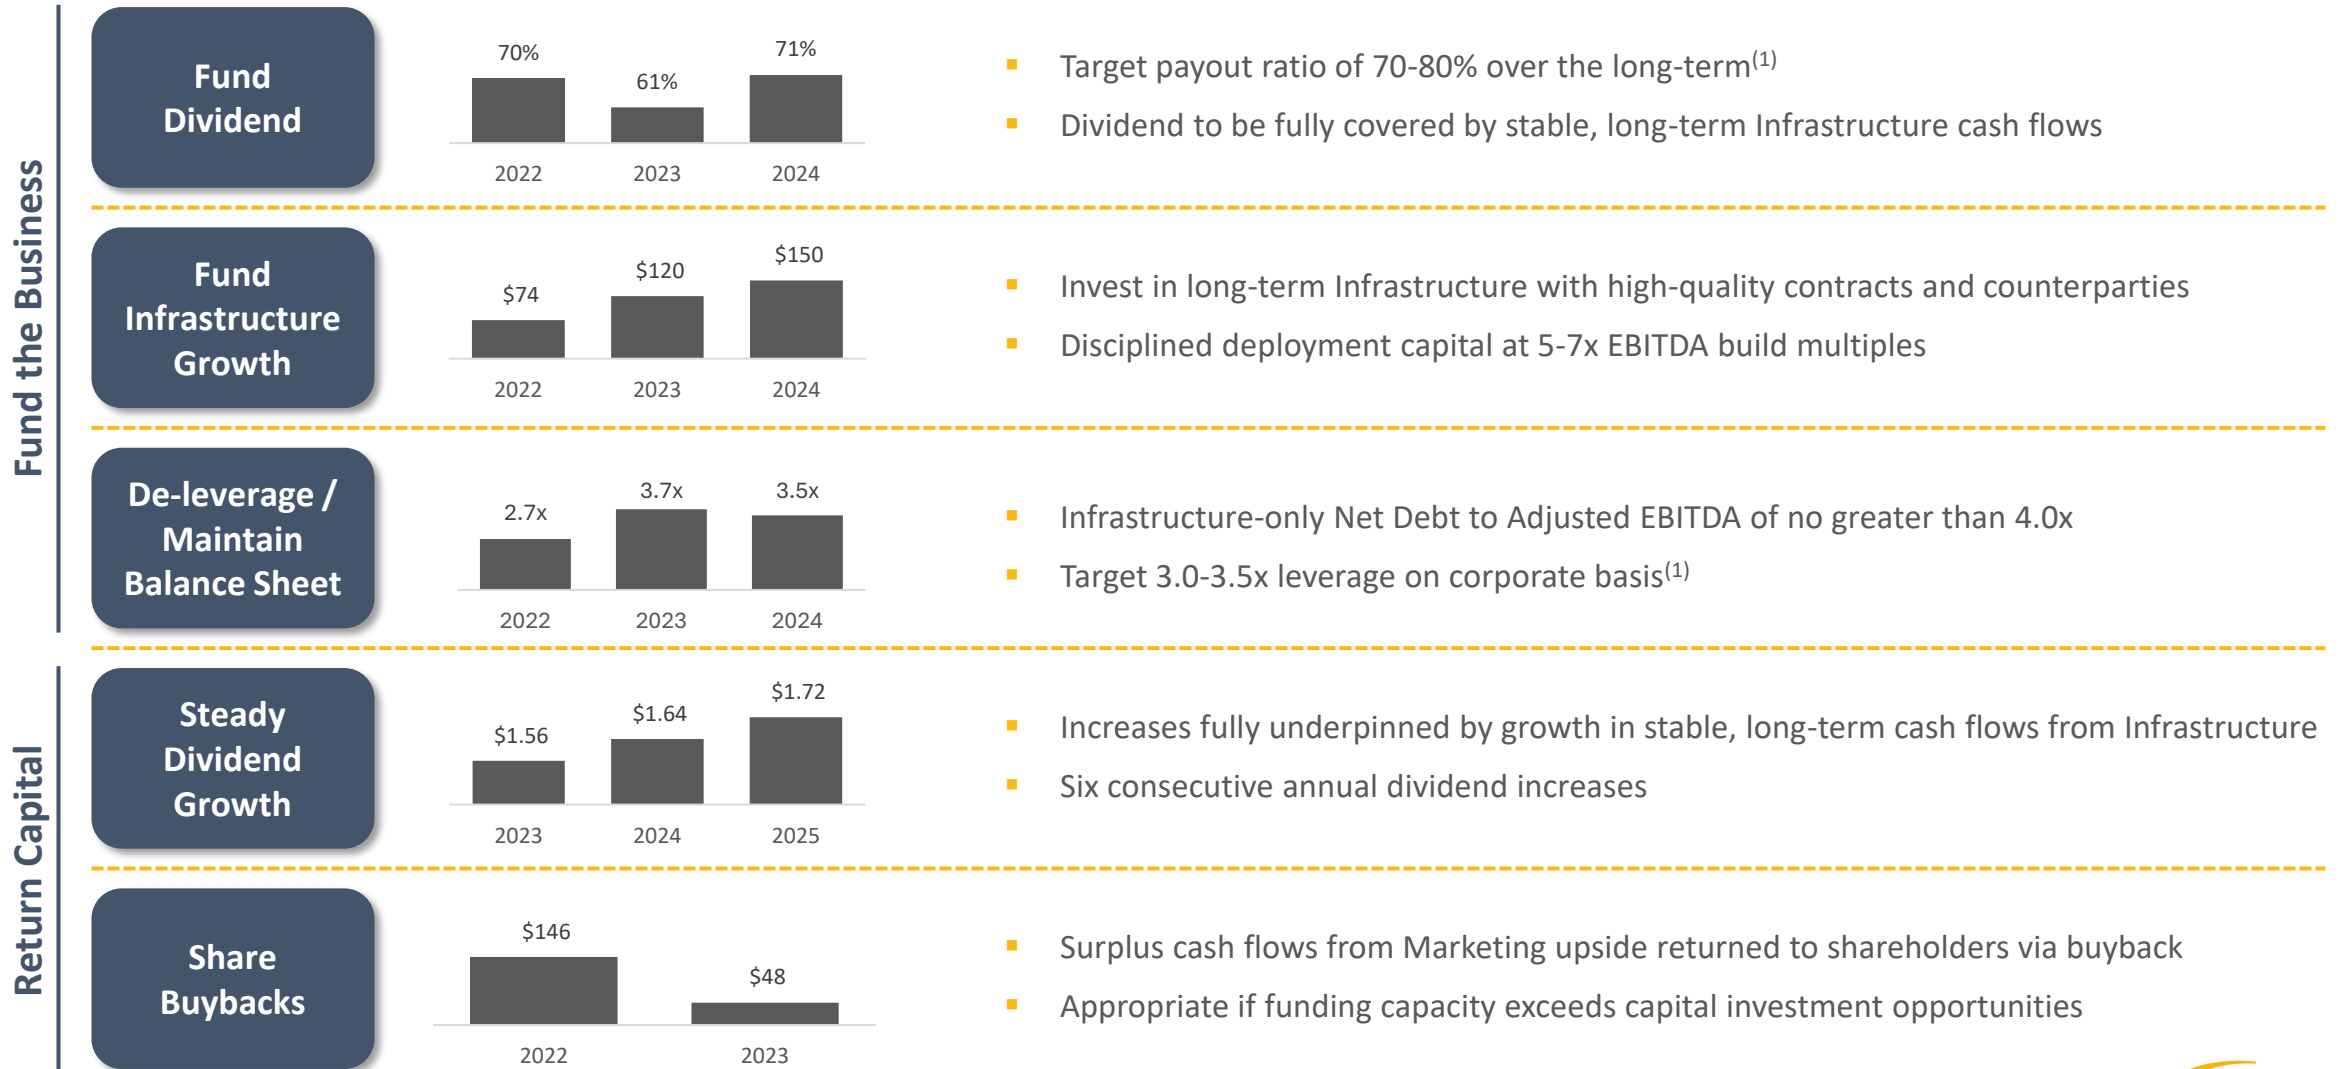 Fund the Business
Fund
Dividend
70%
61%
71%
2022
2023
2024
▪ Target payout ratio of 70-80% over the long-term(1)
▪ Dividend to be fully covered by stable, long-term Infrastructure cash flows
Fund
Infrastructure
Growth
$74
$120
$150
2022
2023
2024
▪ Invest in long-term Infrastructure with high-quality contracts and counterparties
▪ Disciplined deployment capital at 5-7x EBITDA build multiples
De-leverage /
Maintain
Balance Sheet
2.7x
3.7x
3.5x
2022
2023
2024
▪ Infrastructure-only Net Debt to Adjusted EBITDA of no greater than 4.0x
▪ Target 3.0-3.5x leverage on corporate basis(1)
Return Capital
Steady
Dividend
Growth
$1.56
$1.64
$1.72
2023
2024
2025
▪ Increases fully underpinned by growth in stable, long-term cash flows from Infrastructure
▪ Six consecutive annual dividend increases
Share
Buybacks
$146
$48
2022
2023
▪ Surplus cash flows from Marketing upside returned to shareholders via buyback
▪ Appropriate if funding capacity exceeds capital investment opportunities